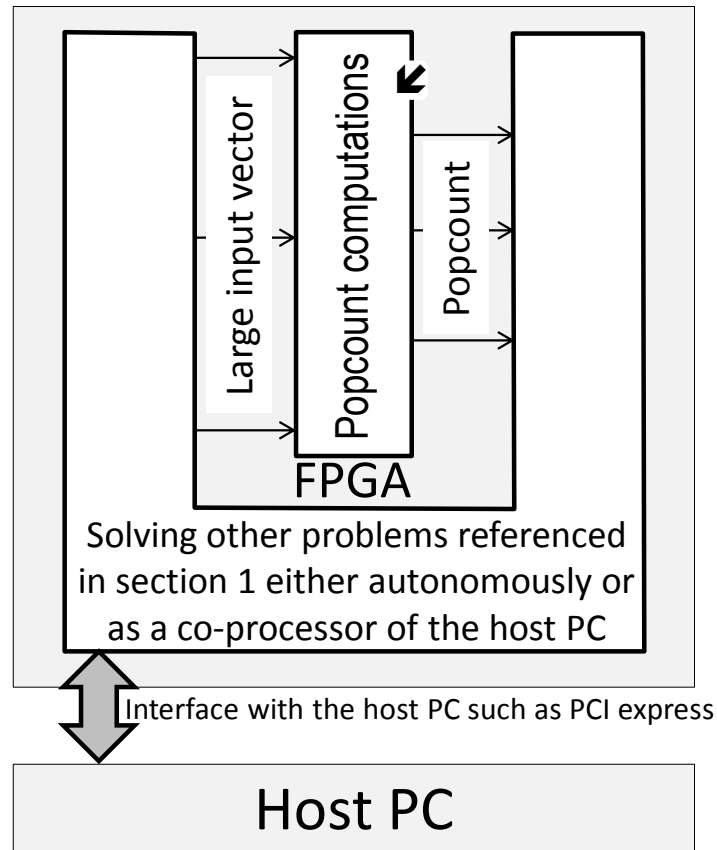 Large input vector
Popcount computations
Popcount
FPGA
Solving other problems referenced
in section 1 either autonomously or
as a co-processor of the host PC
Interface with the host PC such as PCI express
Host PC